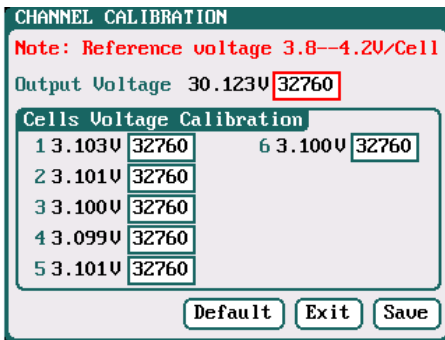 CHANNEL CALIBRATION
Note: Reference voltage 3.8--4.2V/Cell
Output Voltage 30.123V 32760
Cells Voltage Calibration
1 3.103V 32760 6 3.100V 32760
2 3.101V 32760
3 3.100V 32760
4 3.099V 32760
5 3.101V 32760
Default Exit Save